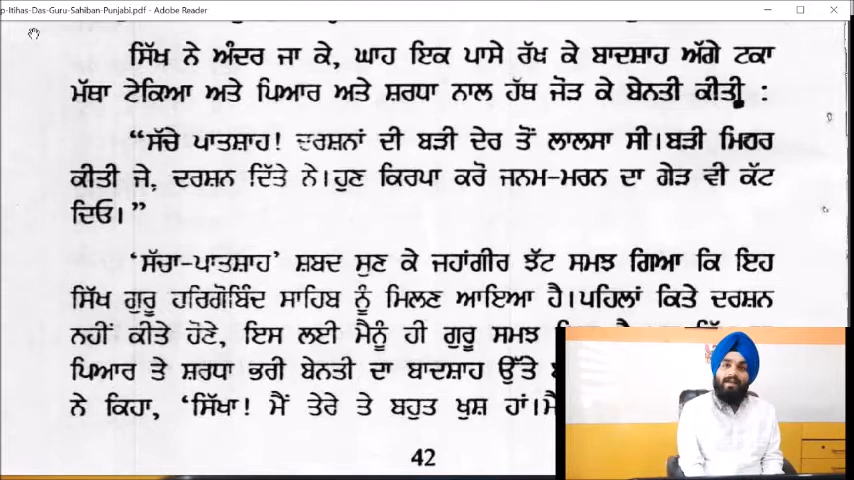 p-Itihas-Das-Guru-Sahiban-Punjabi.pdf - Adobe Reader
ਸਿੱਖ ਨੇ ਅੰਦਰ ਜਾ ਕੇ, ਘਾਹ ਇਕ ਪਾਸੇ ਰੱਖ ਕੇ ਬਾਦਸ਼ਾਹ ਅੱਗੇ ਟਕਾ
ਮੱਥਾ ਟੇਕਿਆ ਅਤੇ ਪਿਆਰ ਅਤੇ ਸ਼ਰਧਾ ਨਾਲ ਹੱਥ ਜੋੜ ਕੇ ਬੇਨਤੀ ਕੀਤੀ :
“ਸੱਚੇ ਪਾਤਸ਼ਾਹ! ਦਰਸ਼ਨਾਂ ਦੀ ਬੜੀ ਦੇਰ ਤੋਂ ਲਾਲਸਾ ਸੀ।ਬੜੀ ਮਿਹਰ
ਕੀਤੀ ਜੇ, ਦਰਸ਼ਨ ਦਿੱਤੇ ਨੇ।ਹੁਣ ਕਿਰਪਾ ਕਰੋ ਜਨਮ-ਮਰਨ ਦਾ ਗੇੜ ਵੀ ਕੱਟ
ਦਿਓ।”
‘ਸੱਚਾ-ਪਾਤਸ਼ਾਹ’ ਸ਼ਬਦ ਸੁਣ ਕੇ ਜਹਾਂਗੀਰ ਝੱਟ ਸਮਝ ਗਿਆ ਕਿ ਇਹ
ਸਿੱਖ ਗੁਰੂ ਹਰਿਗੋਬਿੰਦ ਸਾਹਿਬ ਨੂੰ ਮਿਲਣ ਆਇਆ ਹੈ।ਪਹਿਲਾਂ ਕਿਤੇ ਦਰਸ਼ਨ
ਨਹੀਂ ਕੀਤੇ ਹੋਣੇ, ਇਸ ਲਈ ਮੈਨੂੰ ਹੀ ਗੁਰੂ ਸਮਝ
ਪਿਆਰ ਤੇ ਸ਼ਰਧਾ ਭਰੀ ਬੇਨਤੀ ਦਾ ਬਾਦਸ਼ਾਹ ਉੱਤੇ
ਨੇ ਕਿਹਾ, ‘ਸਿੱਖਾ! ਮੈਂ ਤੇਰੇ ਤੇ ਬਹੁਤ ਖੁਸ਼ ਹਾਂ।ਮੈਂ
42